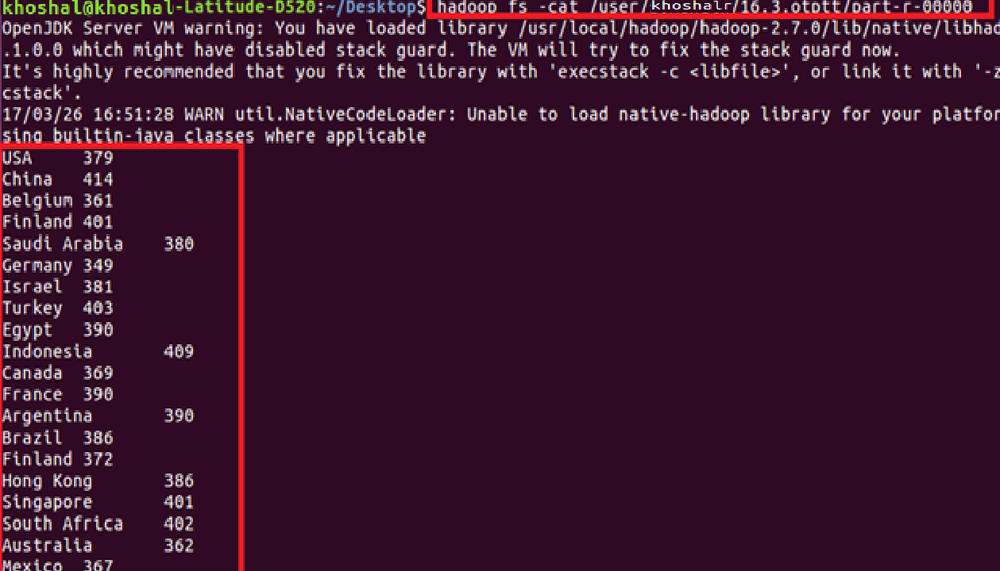 khoshal@khoshal-Latitude-D520:~/Desktop$ hadoop fs -cat /user/khoshalr/16.3.otptt/part-r-00000
OpenJDK Server VM warning: You have loaded library /usr/local/hadoop/hadoop-2.7.0/lib/native/libhad
.1.0.0 which might have disabled stack guard. The VM will try to fix the stack guard now.
It's highly recommended that you fix the library with 'execstack -c <libfile>', or link it with '-z
cstack'.
17/03/26 16:51:28 WARN util.NativeCodeLoader: Unable to load native-hadoop library for your platfor
sing builtin-java classes where applicable
USA 379
China 414
Belgium 361
Finland 401
Saudi Arabia 380
Germany 349
Israel 381
Turkey 403
Egypt 390
Indonesia 409
Canada 369
France 390
Argentina 390
Brazil 386
Finland 372
Hong Kong 386
Singapore 401
South Africa 402
Australia 362
Mexico 367